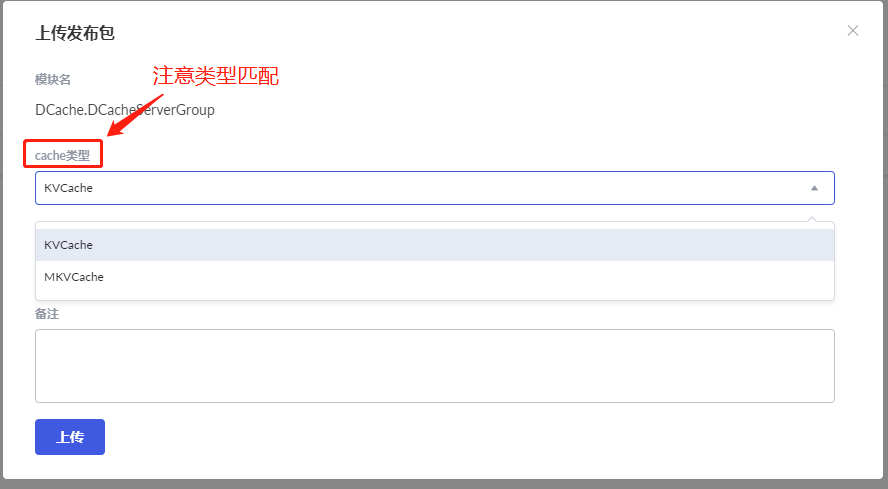 上传发布包
模块名
注意类型匹配
DCache.DCacheServerGroup
cache类型
KVCache
KVCache
MKVCache
备注
上传